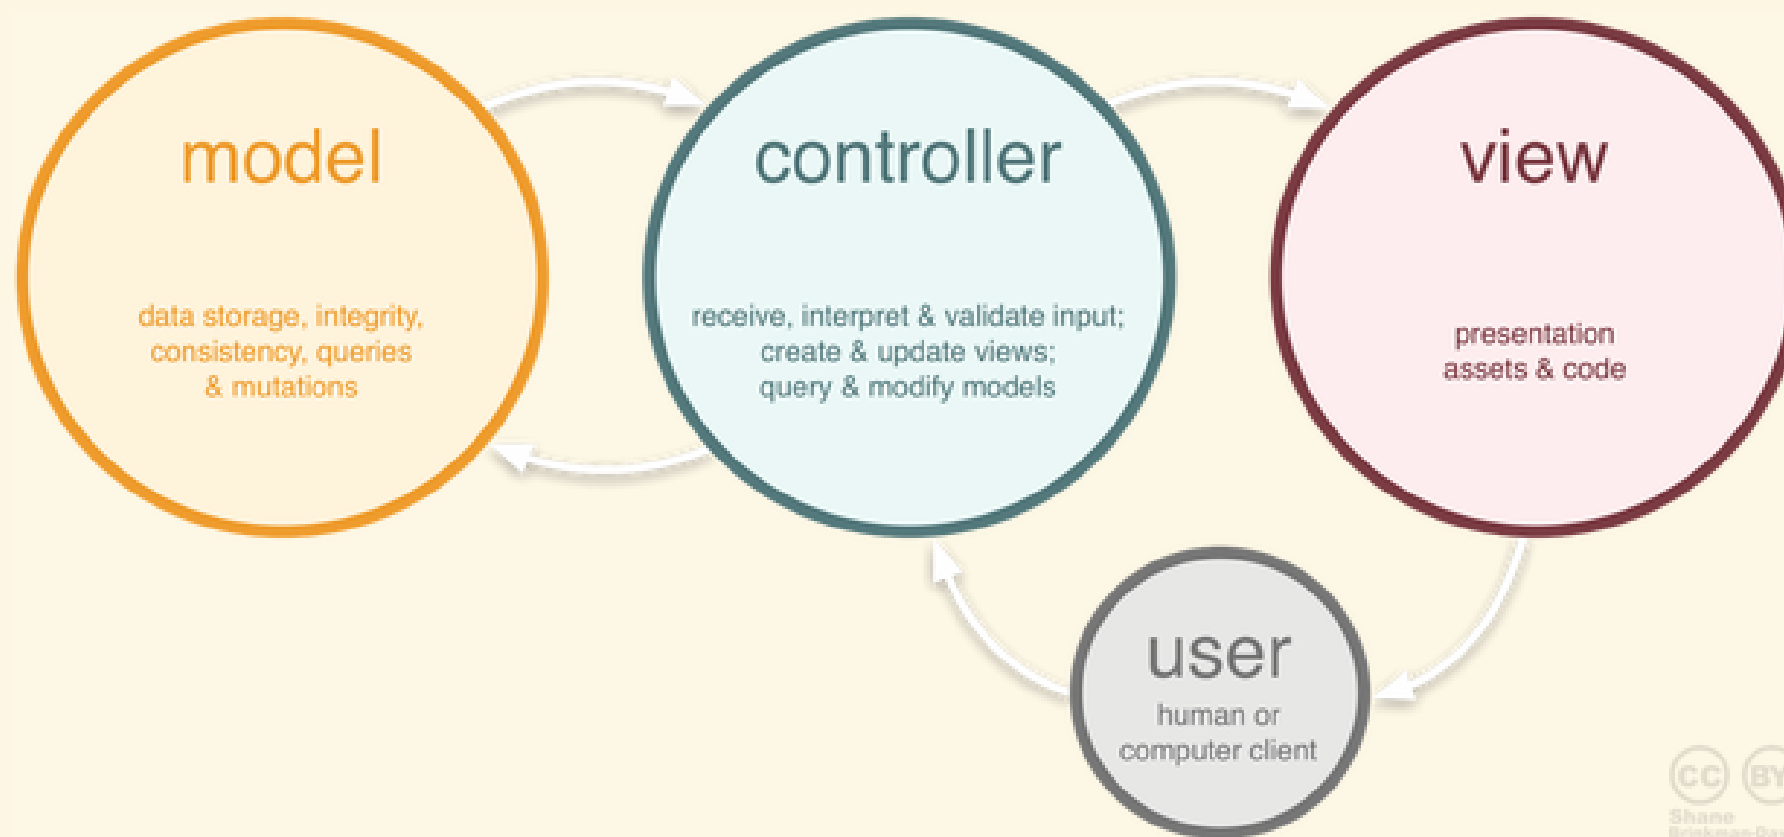 model
data storage, integrity,
consistency, queries
& mutations
controller
receive, interpret & validate input;
create & update views;
query & modify models
view
presentation
assets & code
user
human or
computer client
CC BY
Shane